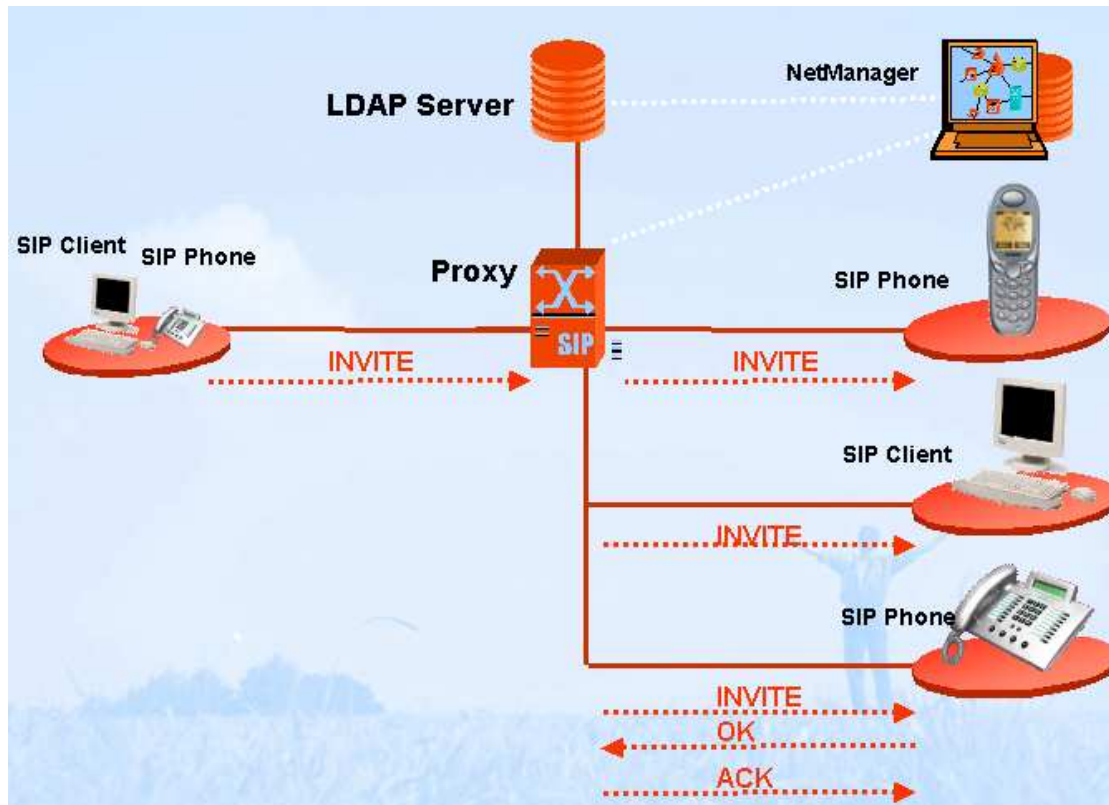 LDAP Server
NetManager
SIP Client
SIP Phone
Proxy
SIP
SIP Phone
INVITE
INVITE
SIP Client
INVITE
SIP Phone
INVITE
OK
ACK